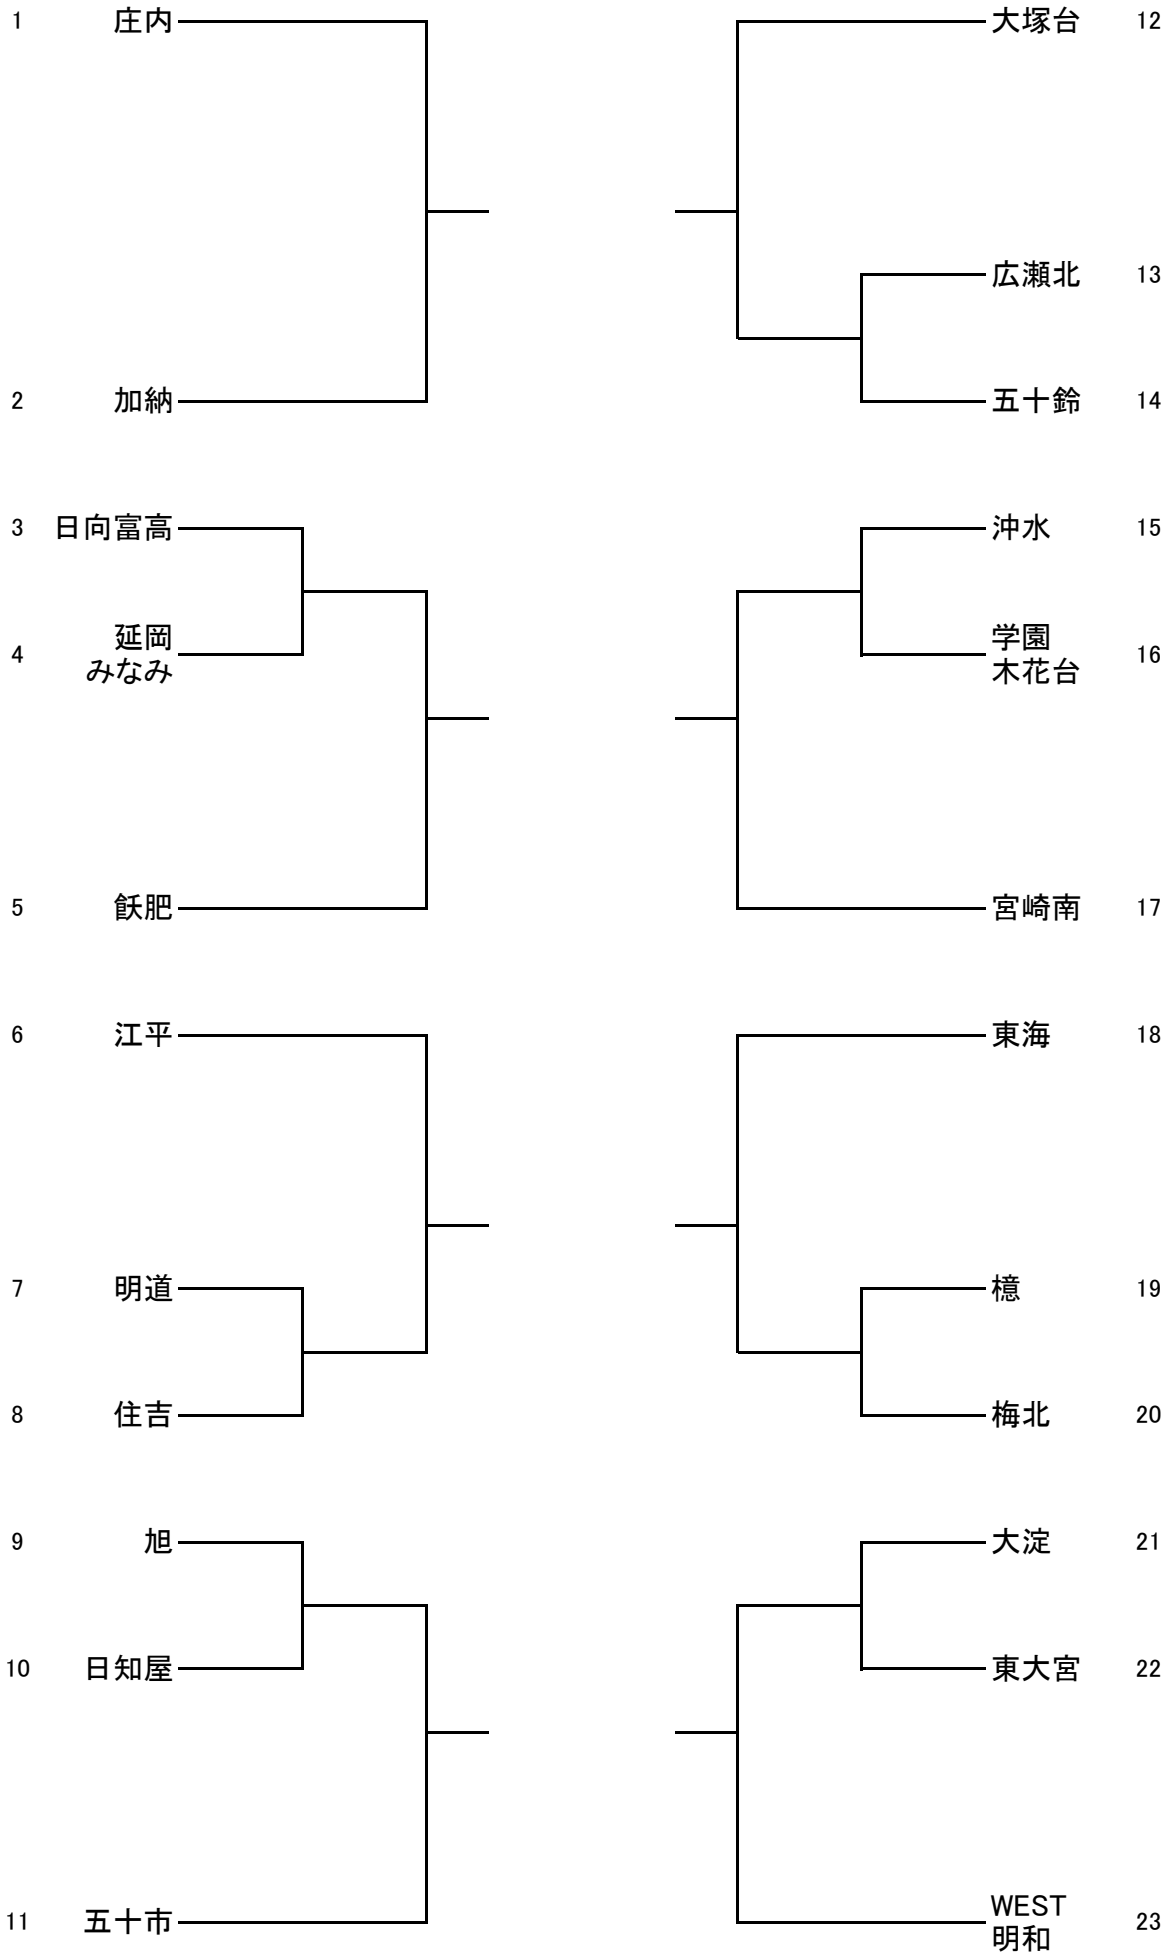 1 庄内
2 加納
3 日向富高
4 延岡
みなみ
5 飫肥
6 江平
7 明道
8 住吉
9 旭
10 日知屋
11 五十市
大塚台 12
広瀬北 13
五十鈴 14
沖水 15
学園
木花台 16
宮崎南 17
東海 18
檍 19
梅北 20
大淀 21
東大宮 22
WEST
明和 23